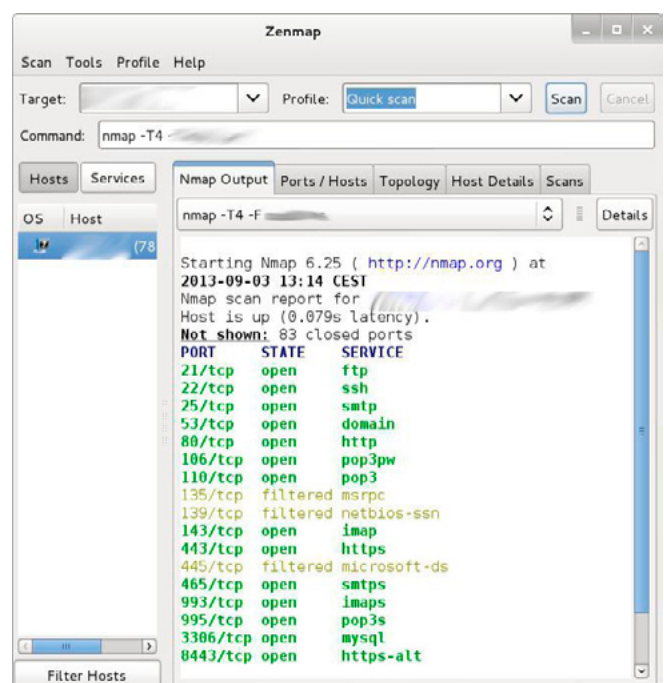 Zenmap
Scan Tools Profile Help
Target: Profile: Quick scan Scan Cancel
Command: nmap -T4 -
Hosts Services
Nmap Output Ports / Hosts Topology Host Details Scans
OS Host
nmap -T4 -F Details
(78
Starting Nmap 6.25 ( http://nmap.org ) at
2013-09-03 13:14 CEST
Nmap scan report for
Host is up (0.079s latency).
Not shown: 83 closed ports
PORT STATE SERVICE
21/tcp open ftp
22/tcp open ssh
25/tcp open smtp
53/tcp open domain
80/tcp open http
106/tcp open pop3pw
110/tcp open pop3
135/tcp filtered msrpc
139/tcp filtered netbios-ssn
143/tcp open imap
443/tcp open https
445/tcp filtered microsoft-ds
465/tcp open smtps
993/tcp open imaps
995/tcp open pop3s
3306/tcp open mysql
8443/tcp open https-alt
Filter Hosts